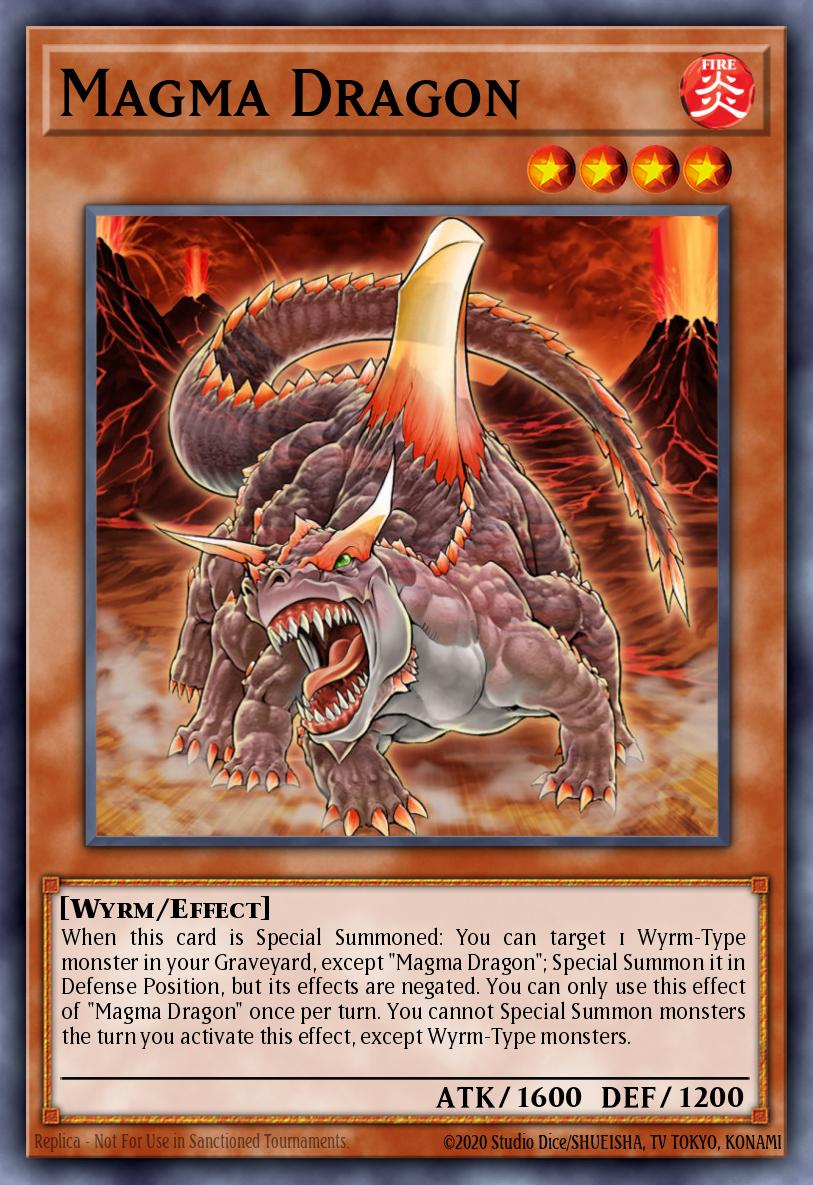 Magma Dragon
FIRE
炎
[Wyrm/Effect]
When this card is Special Summoned: You can target 1 Wyrm-Type
monster in your Graveyard, except "Magma Dragon"; Special Summon it in
Defense Position, but its effects are negated. You can only use this effect
of "Magma Dragon" once per turn. You cannot Special Summon monsters
the turn you activate this effect, except Wyrm-Type monsters.
ATK/1600 DEF/1200
Replica - Not For Use in Sanctioned Tournaments.
©2020 Studio Dice/SHUEISHA, TV TOKYO, KONAMI